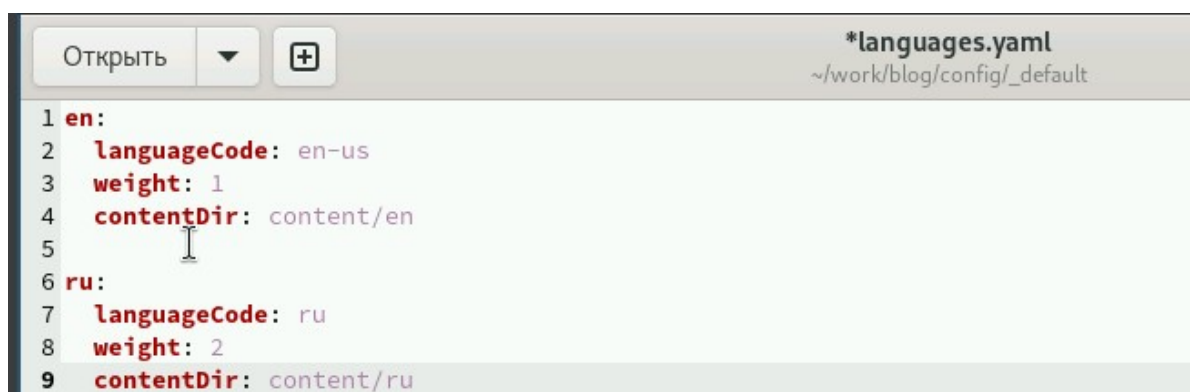 Открыть
*languages.yaml
~/work/blog/config/_default
1 en:
2   languageCode: en-us
3   weight: 1
4   contentDir: content/en
5
6 ru:
7   languageCode: ru
8   weight: 2
9   contentDir: content/ru